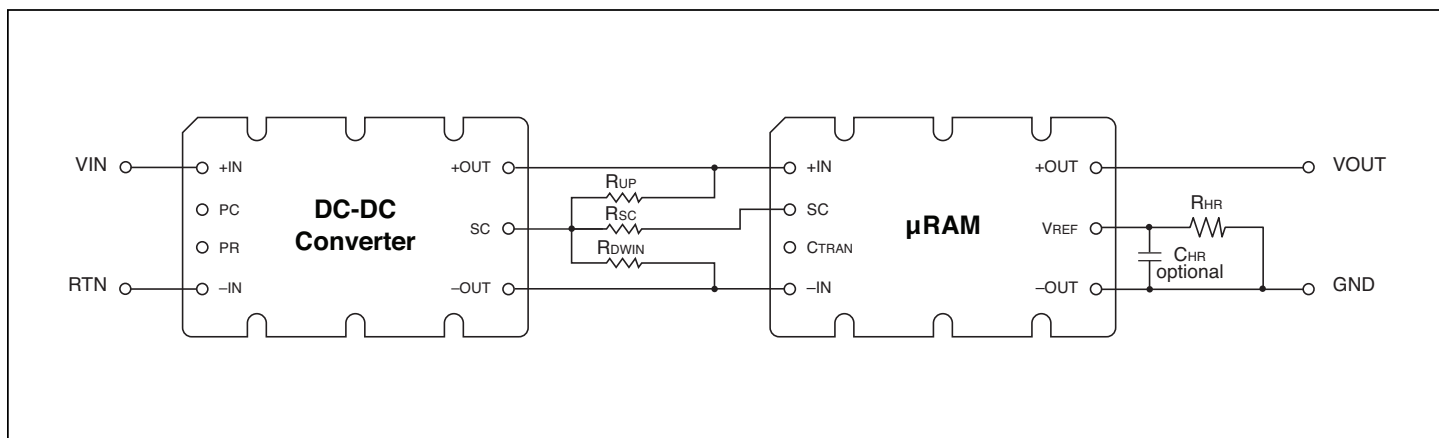 VIN
RTN
+IN
PC
PR
–IN
DC-DC
Converter
+OUT
SC
–OUT
RUP
RSC
RDWIN
+IN
SC
CTRAN
–IN
µRAM
+OUT
VREF
–OUT
RHR
CHR
optional
VOUT
GND